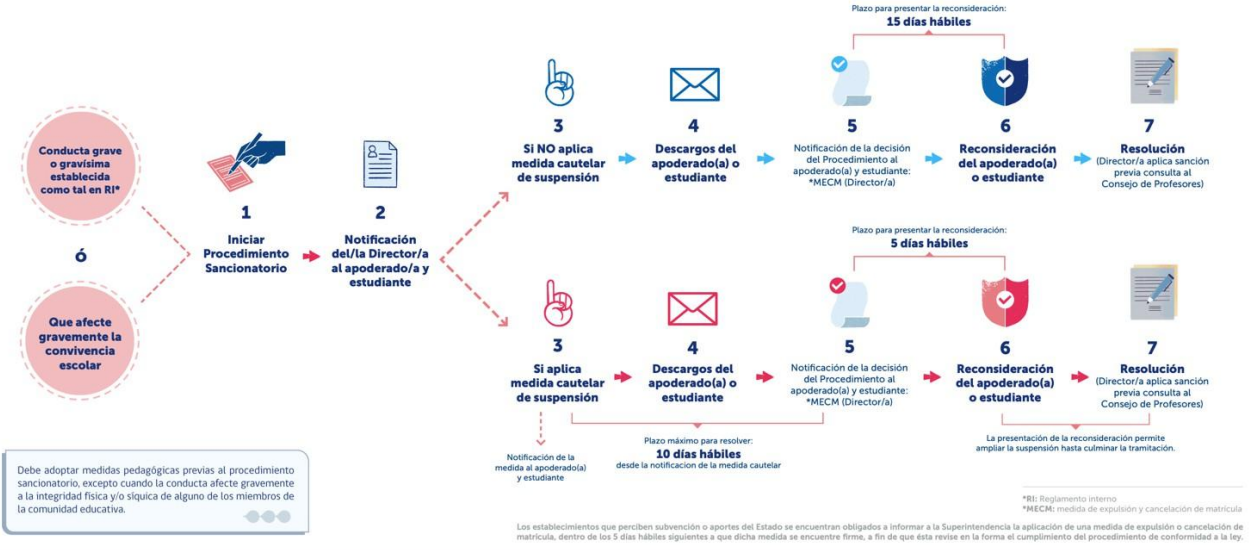 Plazo para presentar la reconsideración:
15 días hábiles
Conducta grave
o gravísima
establecida
como tal en RI*
ó
Que afecte
gravemente la
convivencia
escolar
1
Iniciar
Procedimiento
Sancionatorio
2
Notificación
del/la Director/a
al apoderado/a y
estudiante
3
Si NO aplica
medida cautelar
de suspensión
4
Descargos del
apoderado(a) o
estudiante
5
Notificación de la decisión
del Procedimiento al
apoderado(a) y estudiante:
*MECM (Director/a)
6
Reconsideración
del apoderado(a)
o estudiante
7
Resolución
(Director/a aplica sanción
previa consulta al
Consejo de Profesores)
Plazo para presentar la reconsideración:
5 días hábiles
3
Si aplica
medida cautelar
de suspensión
4
Descargos del
apoderado(a) o
estudiante
5
Notificación de la decisión
del Procedimiento al
apoderado(a) y estudiante:
*MECM (Director/a)
6
Reconsideración
del apoderado(a)
o estudiante
7
Resolución
(Director/a aplica sanción
previa consulta al
Consejo de Profesores)
Notificación de la
medida al apoderado(a)
y estudiante
Plazo máximo para resolver:
10 días hábiles
desde la notificacion de la medida cautelar
La presentación de la reconsideración permite
ampliar la suspensión hasta culminar la tramitación.
Debe adoptar medidas pedagógicas previas al procedimiento
sancionatorio, excepto cuando la conducta afecte gravemente
a la integridad física y/o síquica de alguno de los miembros de
la comunidad educativa.
*RI: Reglamento interno
*MECM: medida de expulsión y cancelación de matrícula
Los establecimientos que perciben subvención o aportes del Estado se encuentran obligados a informar a la Superintendencia la aplicación de una medida de expulsión o cancelación de
matrícula, dentro de los 5 días hábiles siguientes a que dicha medida se encuentre firme, a fin de que ésta revise en la forma el cumplimiento del procedimiento de conformidad a la ley.